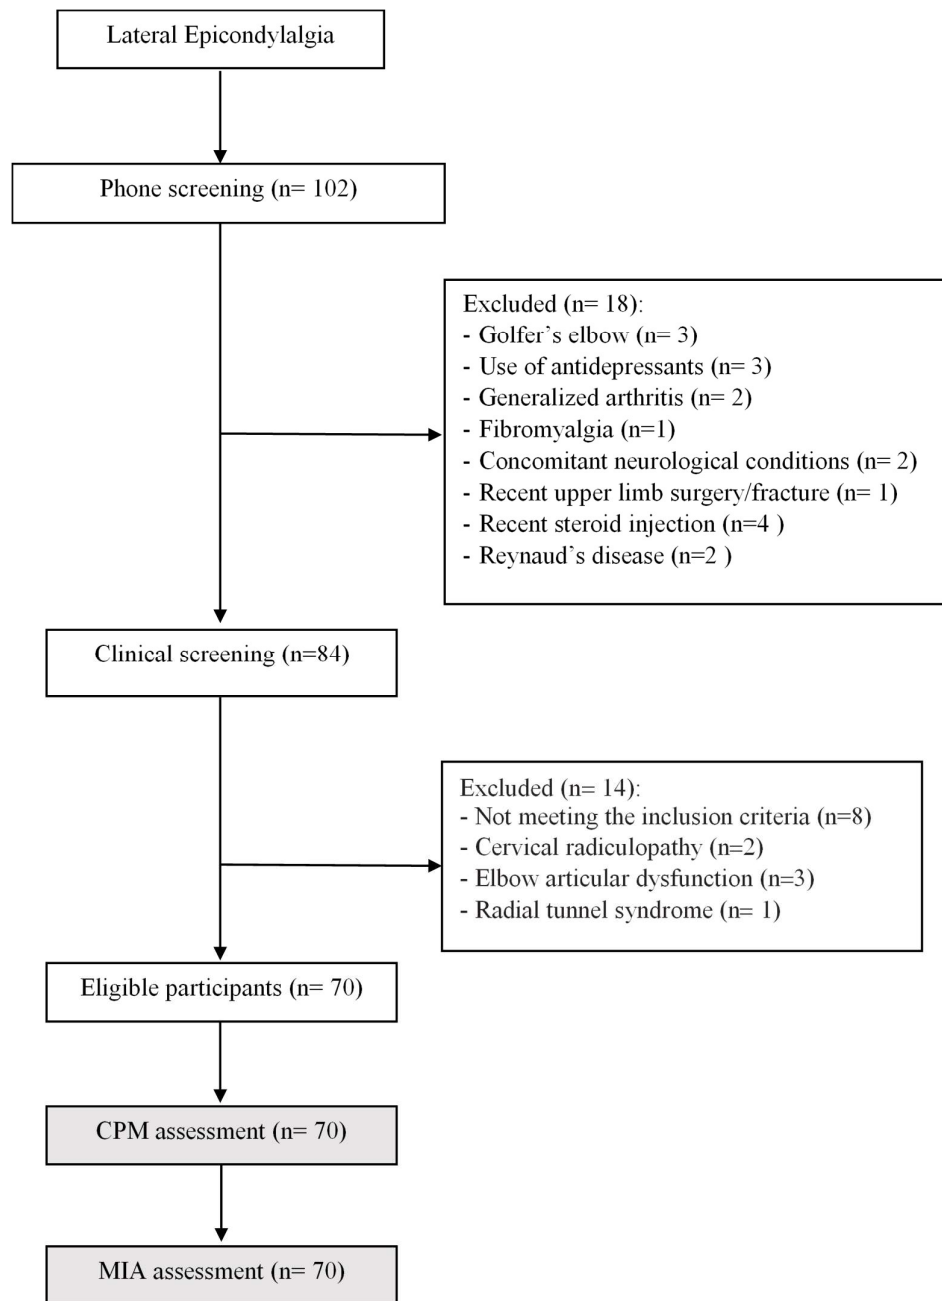 Lateral Epicondylalgia
Phone screening (n= 102)
Excluded (n= 18):
- Golfer’s elbow (n= 3)
- Use of antidepressants (n= 3)
- Generalized arthritis (n= 2)
- Fibromyalgia (n=1)
- Concomitant neurological conditions (n= 2)
- Recent upper limb surgery/fracture (n= 1)
- Recent steroid injection (n=4 )
- Reynaud’s disease (n=2 )
Clinical screening (n=84)
Excluded (n= 14):
- Not meeting the inclusion criteria (n=8)
- Cervical radiculopathy (n=2)
- Elbow articular dysfunction (n=3)
- Radial tunnel syndrome (n= 1)
Eligible participants (n= 70)
CPM assessment (n= 70)
MIA assessment (n= 70)